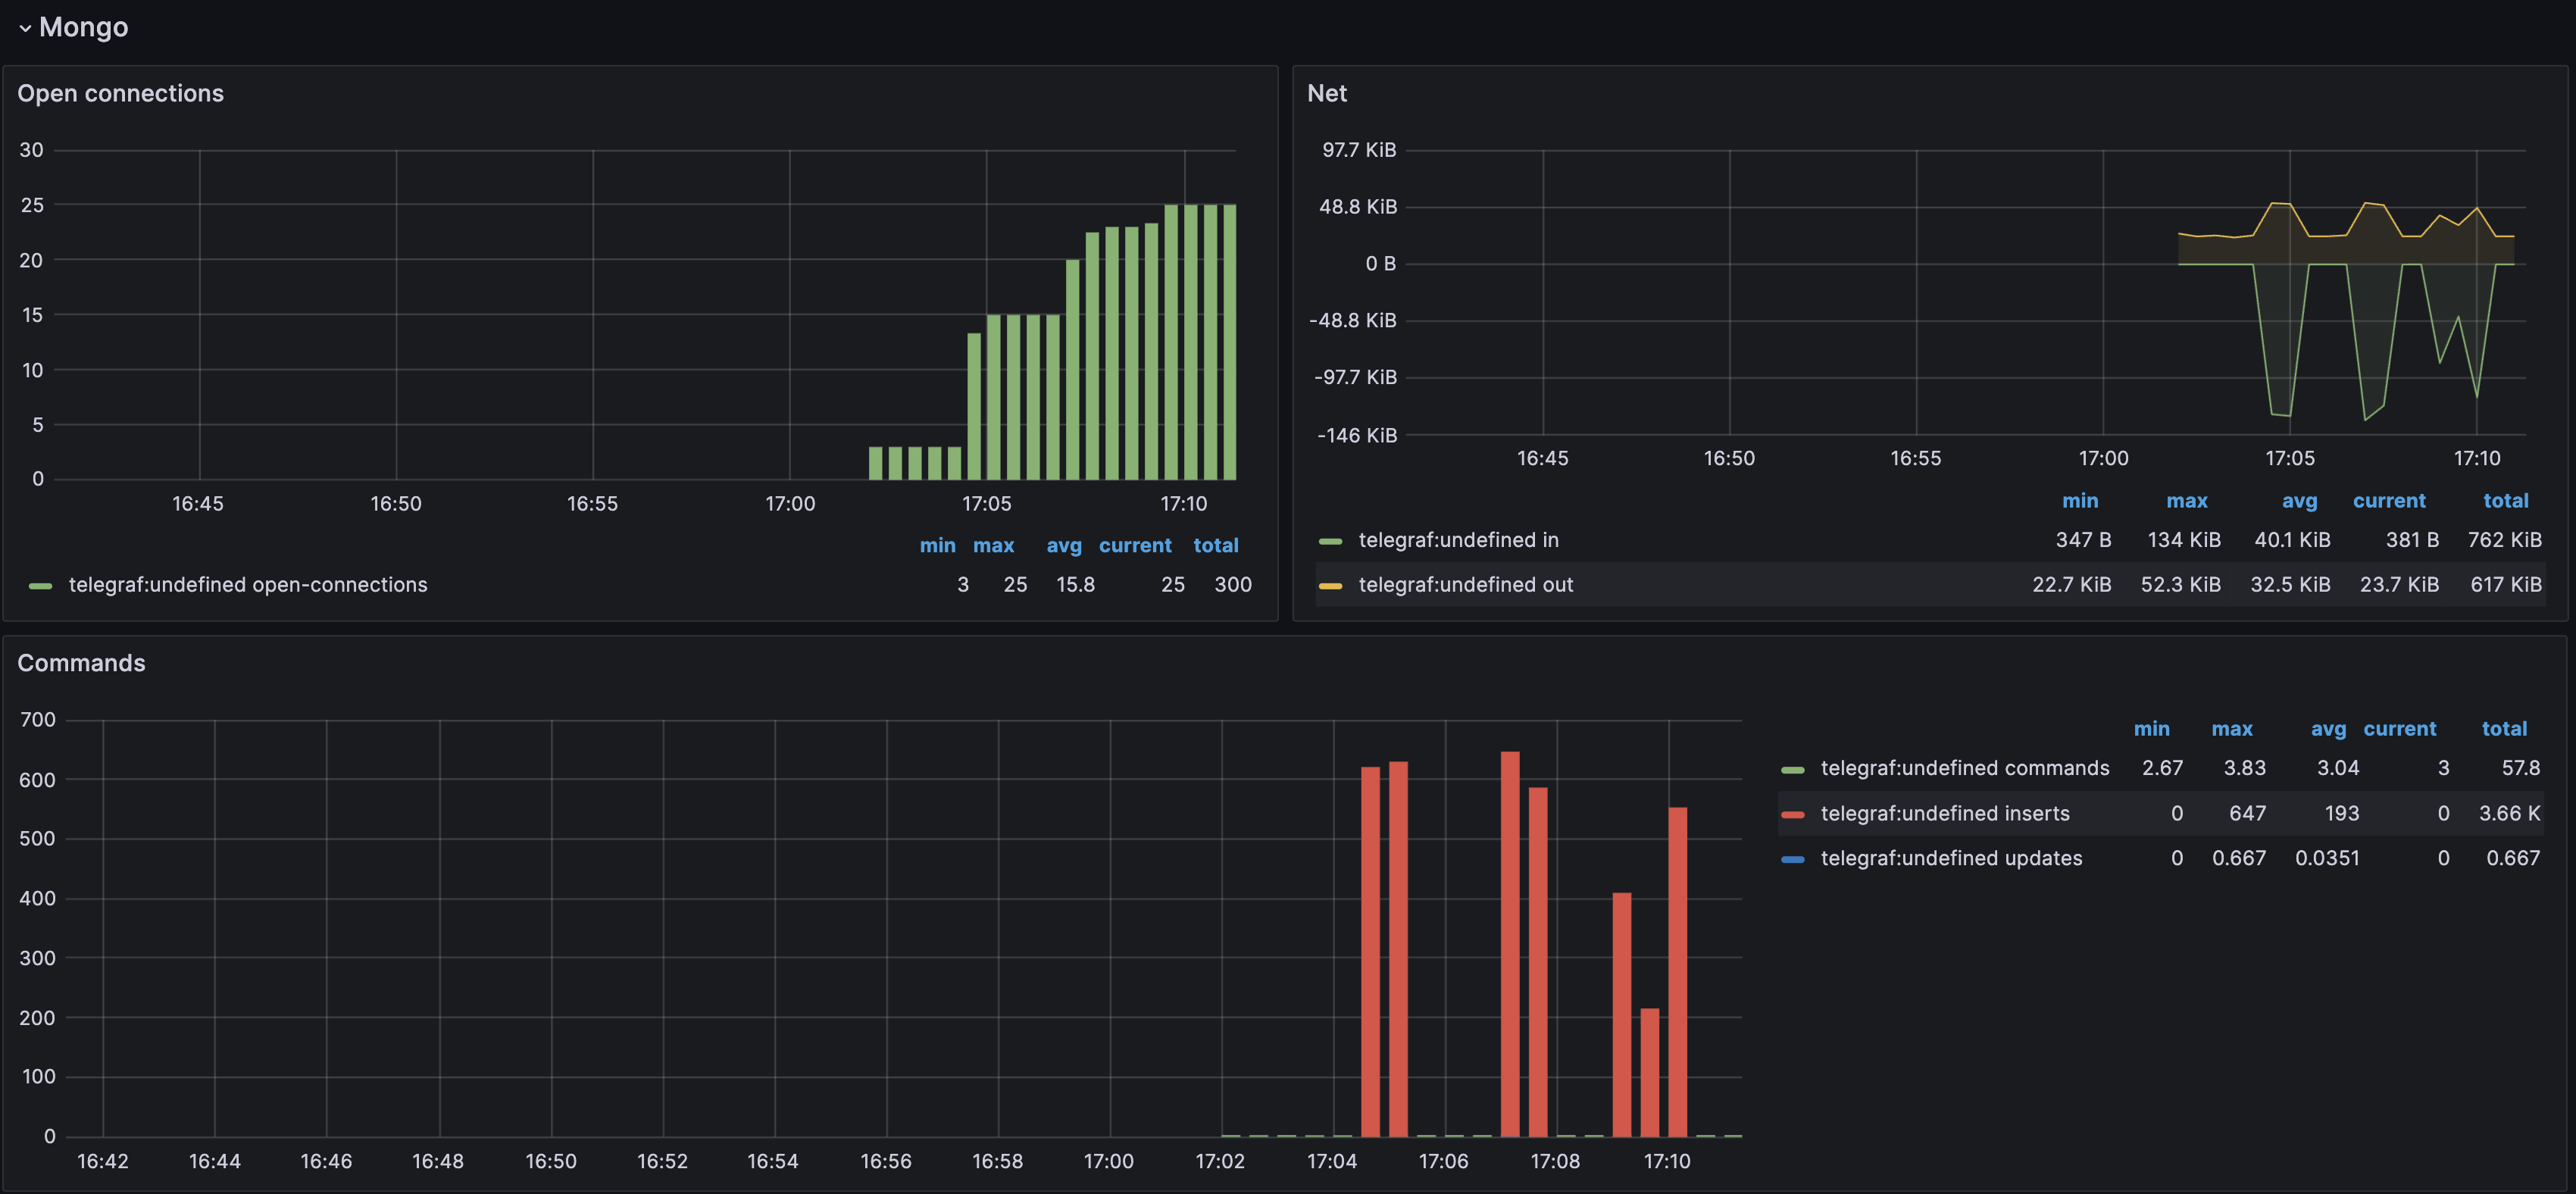 Mongo
Open connections
30
25
20
15
10
5
0
16:45 16:50 16:55 17:00 17:05 17:10
min max avg current total
telegraf:undefined open-connections 3 25 15.8 25 300
Net
97.7 KiB
48.8 KiB
0 B
-48.8 KiB
-97.7 KiB
-146 KiB
16:45 16:50 16:55 17:00 17:05 17:10
min max avg current total
telegraf:undefined in 347 B 134 KiB 40.1 KiB 381 B 762 KiB
telegraf:undefined out 22.7 KiB 52.3 KiB 32.5 KiB 23.7 KiB 617 KiB
Commands
700
600
500
400
300
200
100
0
16:42 16:44 16:46 16:48 16:50 16:52 16:54 16:56 16:58 17:00 17:02 17:04 17:06 17:08 17:10
min max avg current total
telegraf:undefined commands 2.67 3.83 3.04 3 57.8
telegraf:undefined inserts 0 647 193 0 3.66 K
telegraf:undefined updates 0 0.667 0.0351 0 0.667